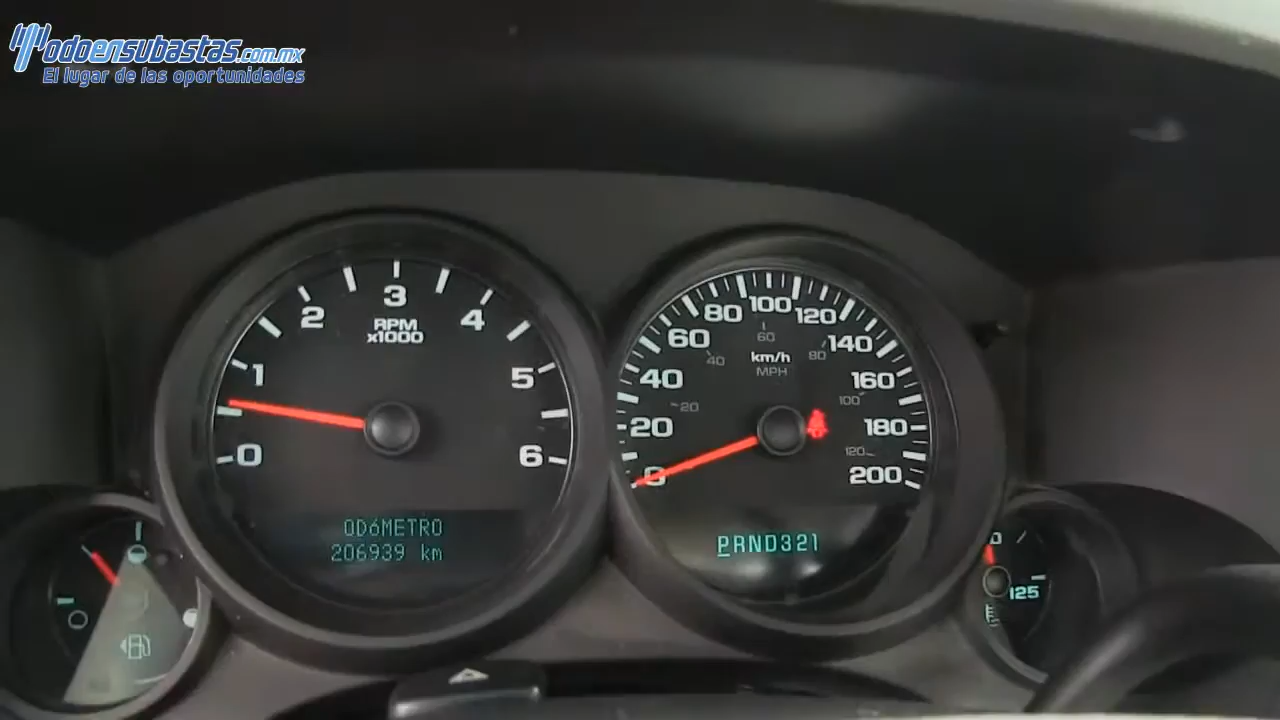 Todoensubastas.com.mx
El lugar de las oportunidades
0
1
2
3
4
5
6
RPM
x1000
ODóMETRO
206939 km
0
20
40
60
80
100
120
140
160
180
200
20
40
60
80
100
120
km/h
MPH
PRND321
125